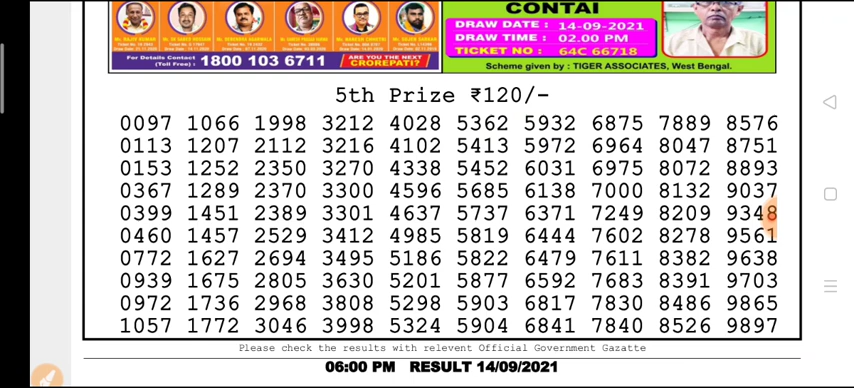 CONTAI
DRAW DATE : 14-09-2021
DRAW TIME : 02.00 PM
TICKET NO : 64C 66718
For Details Contact (Toll Free) : 1800 103 6711
ARE YOU THE NEXT CROREPATI?
Scheme given by : TIGER ASSOCIATES, West Bengal.
5th Prize ₹120/-
0097 1066 1998 3212 4028 5362 5932 6875 7889 8576
0113 1207 2112 3216 4102 5413 5972 6964 8047 8751
0153 1252 2350 3270 4338 5452 6031 6975 8072 8893
0367 1289 2370 3300 4596 5685 6138 7000 8132 9037
0399 1451 2389 3301 4637 5737 6371 7249 8209 9348
0460 1457 2529 3412 4985 5819 6444 7602 8278 9561
0772 1627 2694 3495 5186 5822 6479 7611 8382 9638
0939 1675 2805 3630 5201 5877 6592 7683 8391 9703
0972 1736 2968 3808 5298 5903 6817 7830 8486 9865
1057 1772 3046 3998 5324 5904 6841 7840 8526 9897
Please check the results with relevent Official Government Gazatte
06:00 PM RESULT 14/09/2021